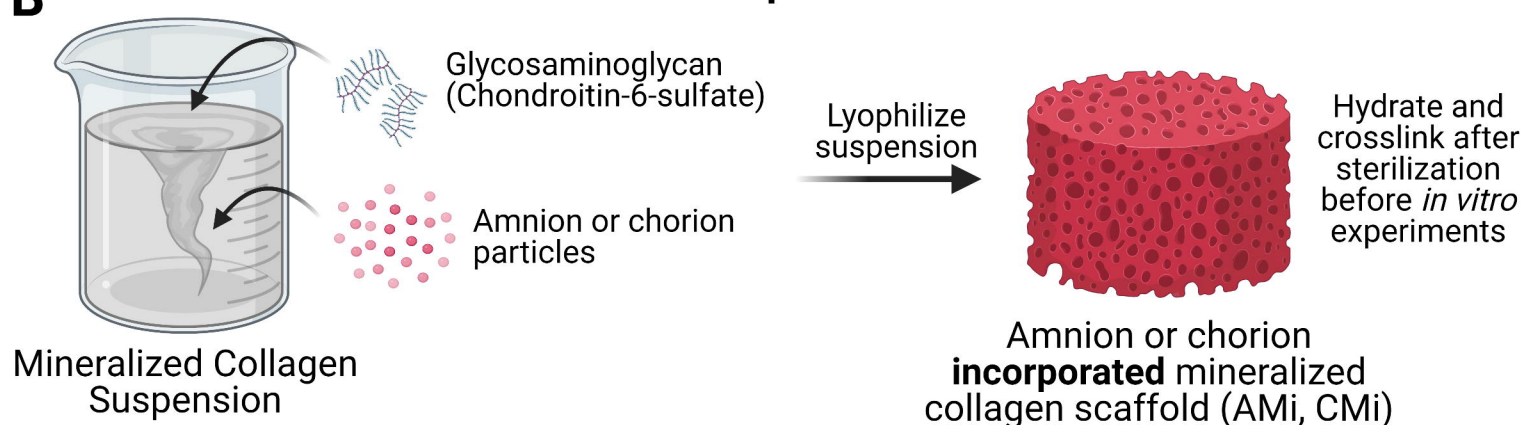 B
Glycosaminoglycan
(Chondroitin-6-sulfate)
Amnion or chorion
particles
Mineralized Collagen
Suspension
Lyophilize
suspension
Hydrate and
crosslink after
sterilization
before in vitro
experiments
Amnion or chorion
incorporated mineralized
collagen scaffold (AMi, CMi)